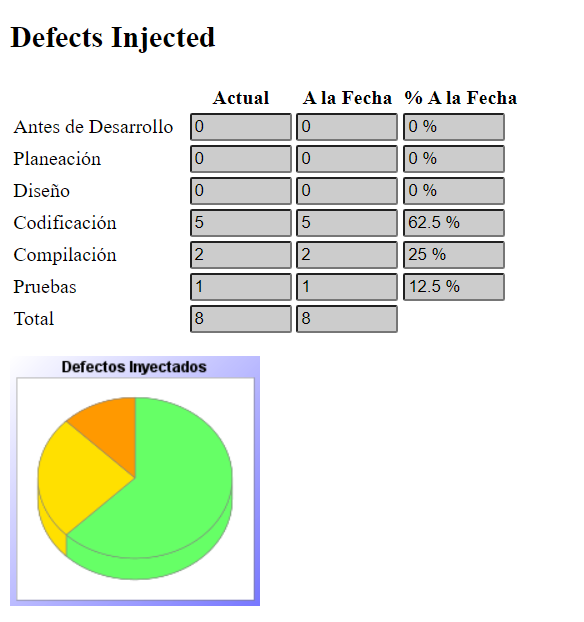 Defects Injected
Actual A la Fecha % A la Fecha
Antes de Desarrollo 0 0 0 %
Planeación 0 0 0 %
Diseño 0 0 0 %
Codificación 5 5 62.5 %
Compilación 2 2 25 %
Pruebas 1 1 12.5 %
Total 8 8
Defectos Inyectados